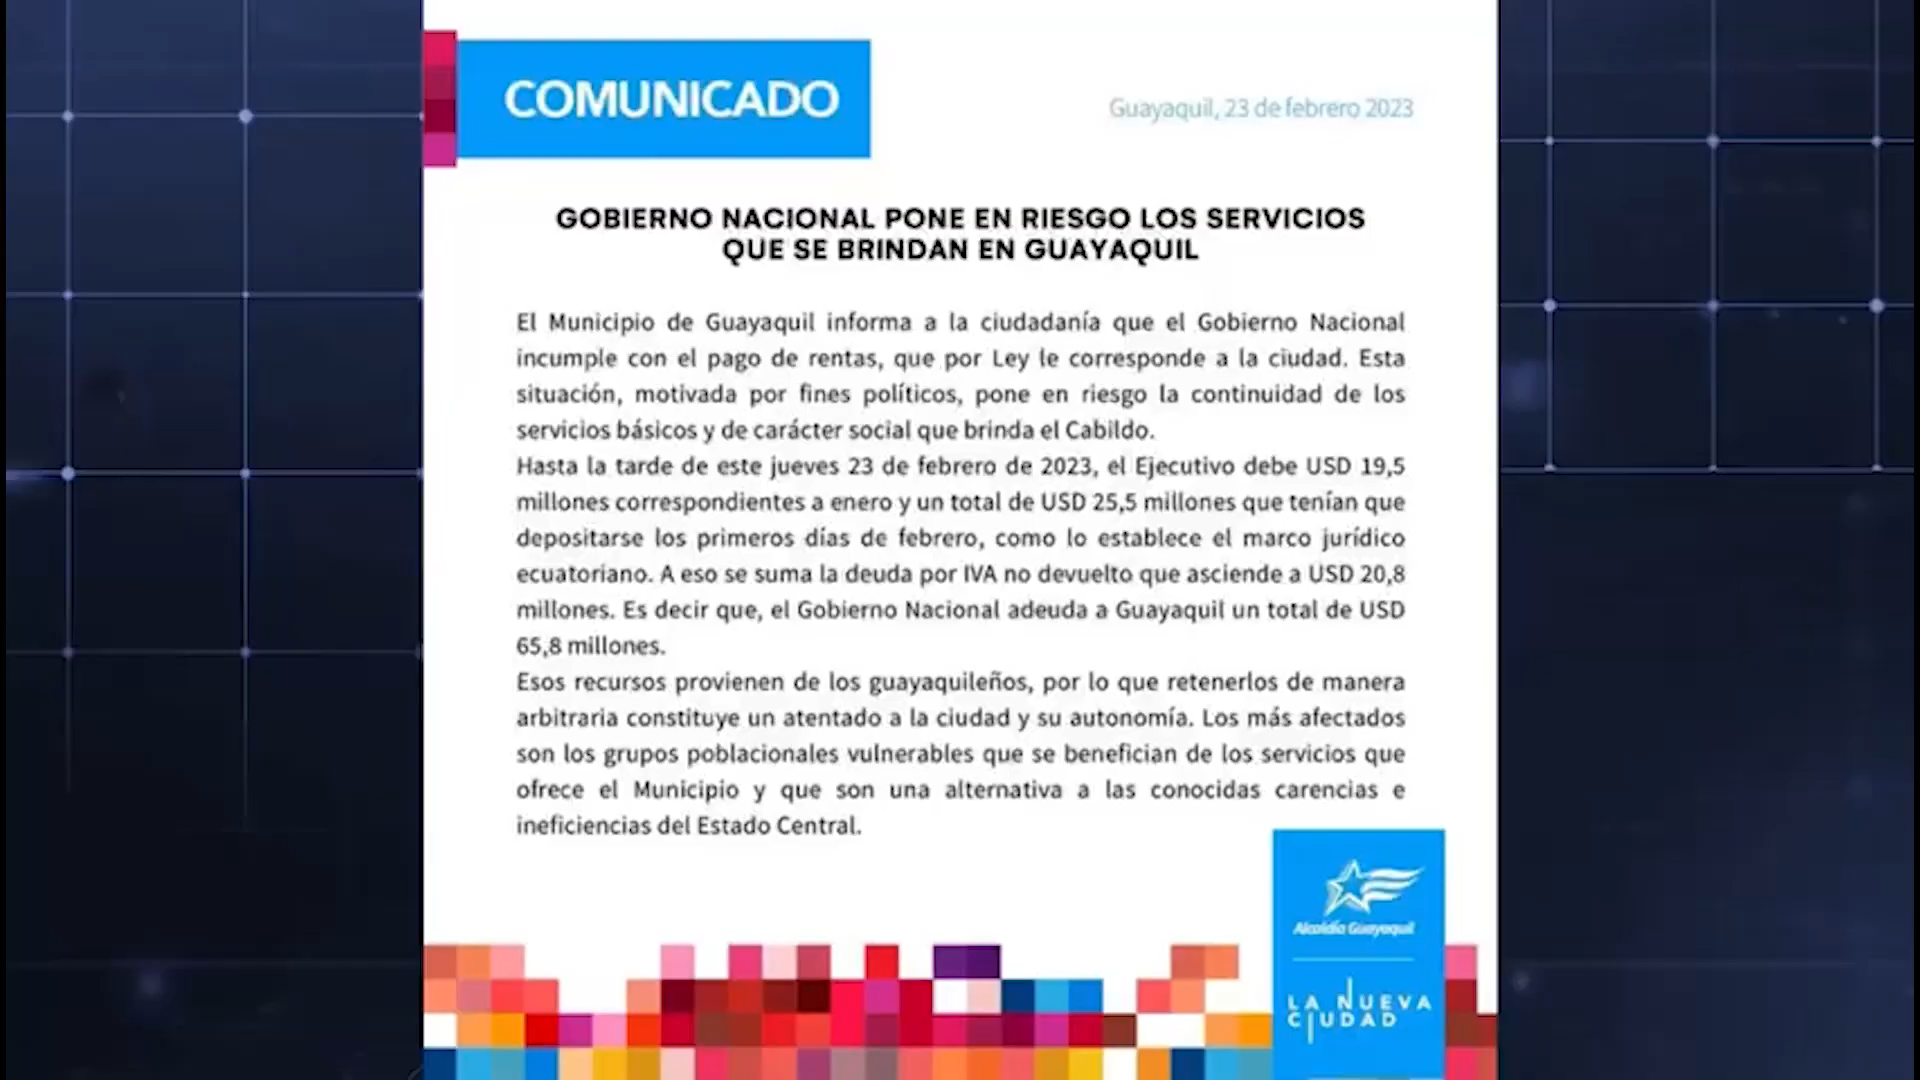 COMUNICADO
Guayaquil, 23 de febrero 2023
GOBIERNO NACIONAL PONE EN RIESGO LOS SERVICIOS
QUE SE BRINDAN EN GUAYAQUIL
El Municipio de Guayaquil informa a la ciudadanía que el Gobierno Nacional
incumple con el pago de rentas, que por Ley le corresponde a la ciudad. Esta
situación, motivada por fines políticos, pone en riesgo la continuidad de los
servicios básicos y de carácter social que brinda el Cabildo.
Hasta la tarde de este jueves 23 de febrero de 2023, el Ejecutivo debe USD 19,5
millones correspondientes a enero y un total de USD 25,5 millones que tenían que
depositarse los primeros días de febrero, como lo establece el marco jurídico
ecuatoriano. A eso se suma la deuda por IVA no devuelto que asciende a USD 20,8
millones. Es decir que, el Gobierno Nacional adeuda a Guayaquil un total de USD
65,8 millones.
Esos recursos provienen de los guayaquileños, por lo que retenerlos de manera
arbitraria constituye un atentado a la ciudad y su autonomía. Los más afectados
son los grupos poblacionales vulnerables que se benefician de los servicios que
ofrece el Municipio y que son una alternativa a las conocidas carencias e
ineficiencias del Estado Central.
Alcaldía Guayaquil
LA NUEVA
CIUDAD